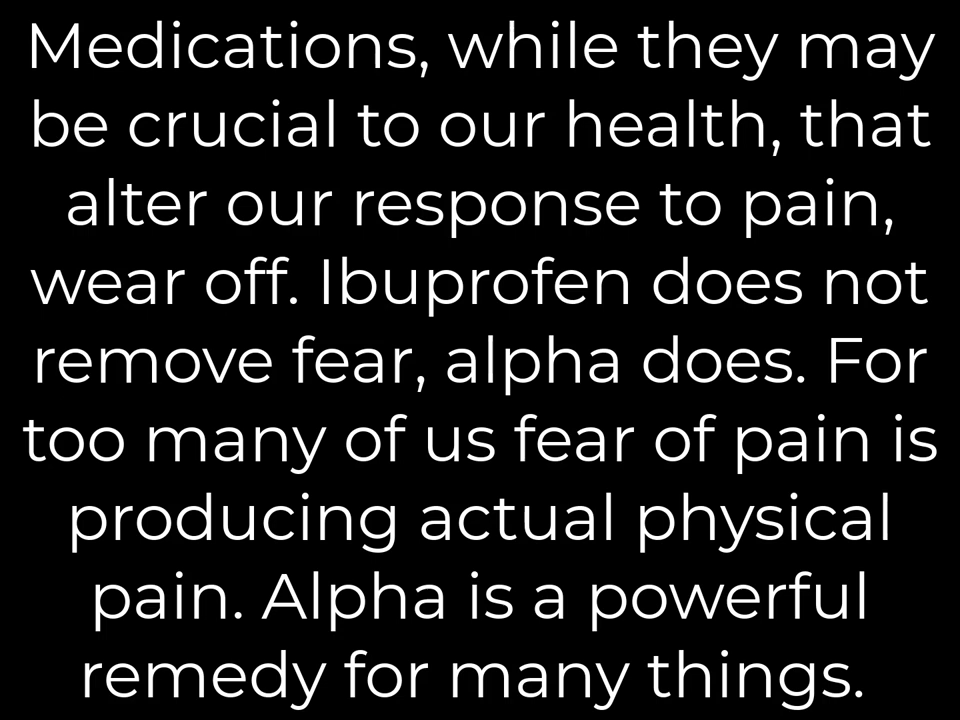 Medications, while they may
be crucial to our health, that
alter our response to pain,
wear off. Ibuprofen does not
remove fear, alpha does. For
too many of us fear of pain is
producing actual physical
pain. Alpha is a powerful
remedy for many things.